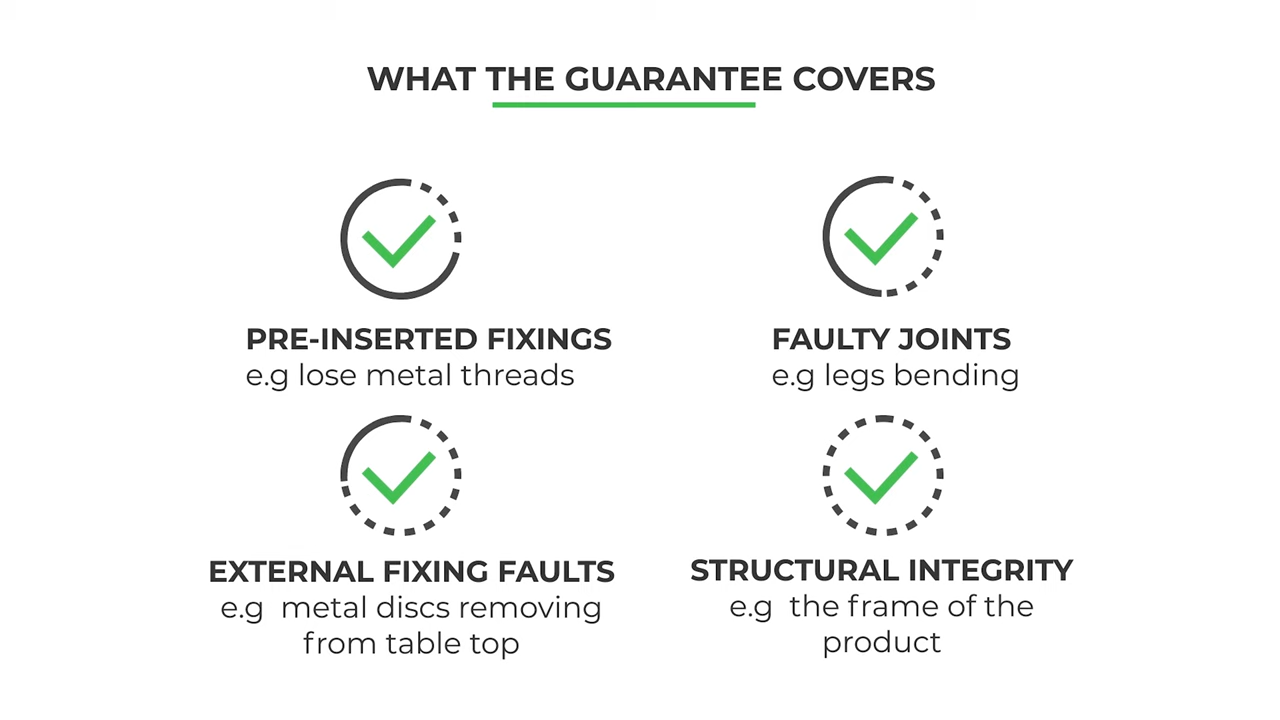 WHAT THE GUARANTEE COVERS
PRE-INSERTED FIXINGS
e.g lose metal threads
FAULTY JOINTS
e.g legs bending
EXTERNAL FIXING FAULTS
e.g  metal discs removing
from table top
STRUCTURAL INTEGRITY
e.g  the frame of the
product